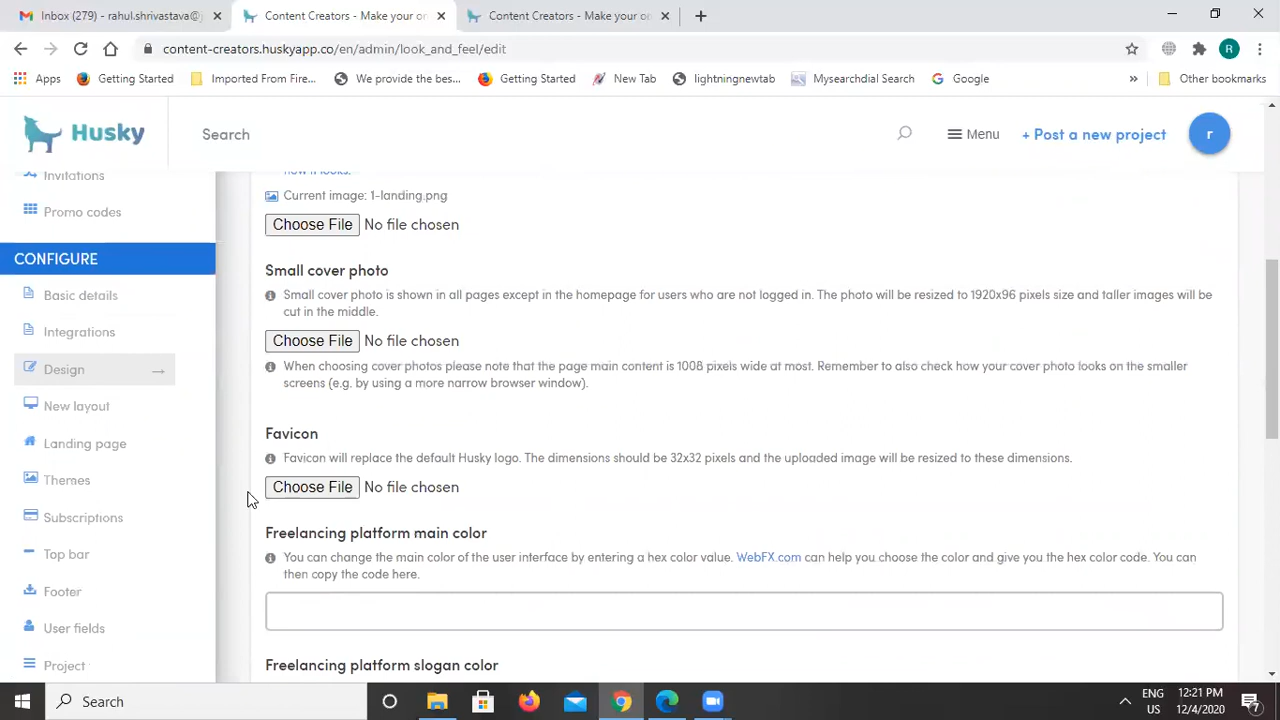 Inbox (279) - rahul.shrivastava@
Content Creators - Make your or
Content Creators - Make your or
content-creators.huskyapp.co/en/admin/look_and_feel/edit
R
Apps
Getting Started
Imported From Fire...
We provide the bes...
Getting Started
New Tab
lightningnewtab
Mysearchdial Search
Google
»
Other bookmarks
Husky
Search
Menu
+ Post a new project
r
Invitations
Promo codes
CONFIGURE
Basic details
Integrations
Design
New layout
Landing page
Themes
Subscriptions
Top bar
Footer
User fields
Project
how it looks.
Current image: 1-landing.png
Choose File No file chosen
Small cover photo
Small cover photo is shown in all pages except in the homepage for users who are not logged in. The photo will be resized to 1920x96 pixels size and taller images will be
cut in the middle.
Choose File No file chosen
When choosing cover photos please note that the page main content is 1008 pixels wide at most. Remember to also check how your cover photo looks on the smaller
screens (e.g. by using a more narrow browser window).
Favicon
Favicon will replace the default Husky logo. The dimensions should be 32x32 pixels and the uploaded image will be resized to these dimensions.
Choose File No file chosen
Freelancing platform main color
You can change the main color of the user interface by entering a hex color value. WebFX.com can help you choose the color and give you the hex color code. You can
then copy the code here.
Freelancing platform slogan color
Search
ENG
US
12:21 PM
12/4/2020
7